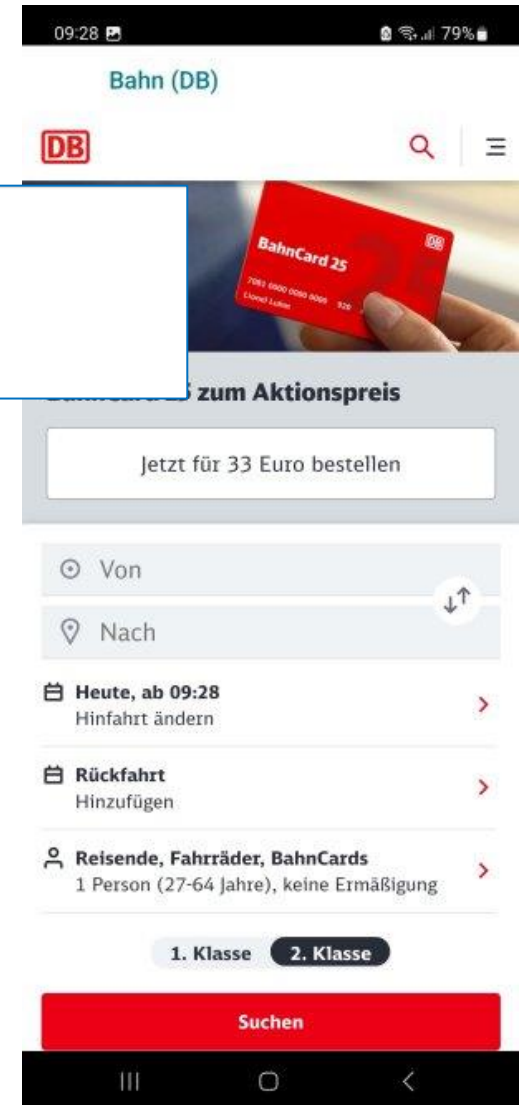 09:28
79%
Bahn (DB)
DB
DB
BahnCard 25
25
zum Aktionspreis
Jetzt für 33 Euro bestellen
Von
Nach
Heute, ab 09:28
Hinfahrt ändern
Rückfahrt
Hinzufügen
Reisende, Fahrräder, BahnCards
1 Person (27-64 Jahre), keine Ermäßigung
1. Klasse
2. Klasse
Suchen